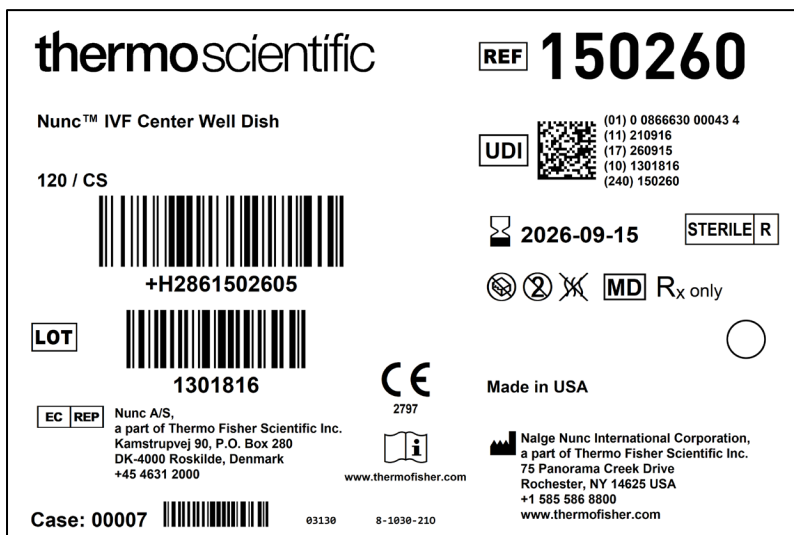 thermo scientific
REF 150260
Nunc™ IVF Center Well Dish
UDI
(01) 0 0866630 00043 4
(11) 210916
(17) 260915
(10) 1301816
(240) 150260
120 / CS
+H2861502605
2026-09-15
STERILE R
2
MD
Rx only
LOT
1301816
CE
2797
i
www.thermofisher.com
Made in USA
EC REP
Nunc A/S,
a part of Thermo Fisher Scientific Inc.
Kamstrupvej 90, P.O. Box 280
DK-4000 Roskilde, Denmark
+45 4631 2000
Nalge Nunc International Corporation,
a part of Thermo Fisher Scientific Inc.
75 Panorama Creek Drive
Rochester, NY 14625 USA
+1 585 586 8800
www.thermofisher.com
Case: 00007
03130
8-1030-210